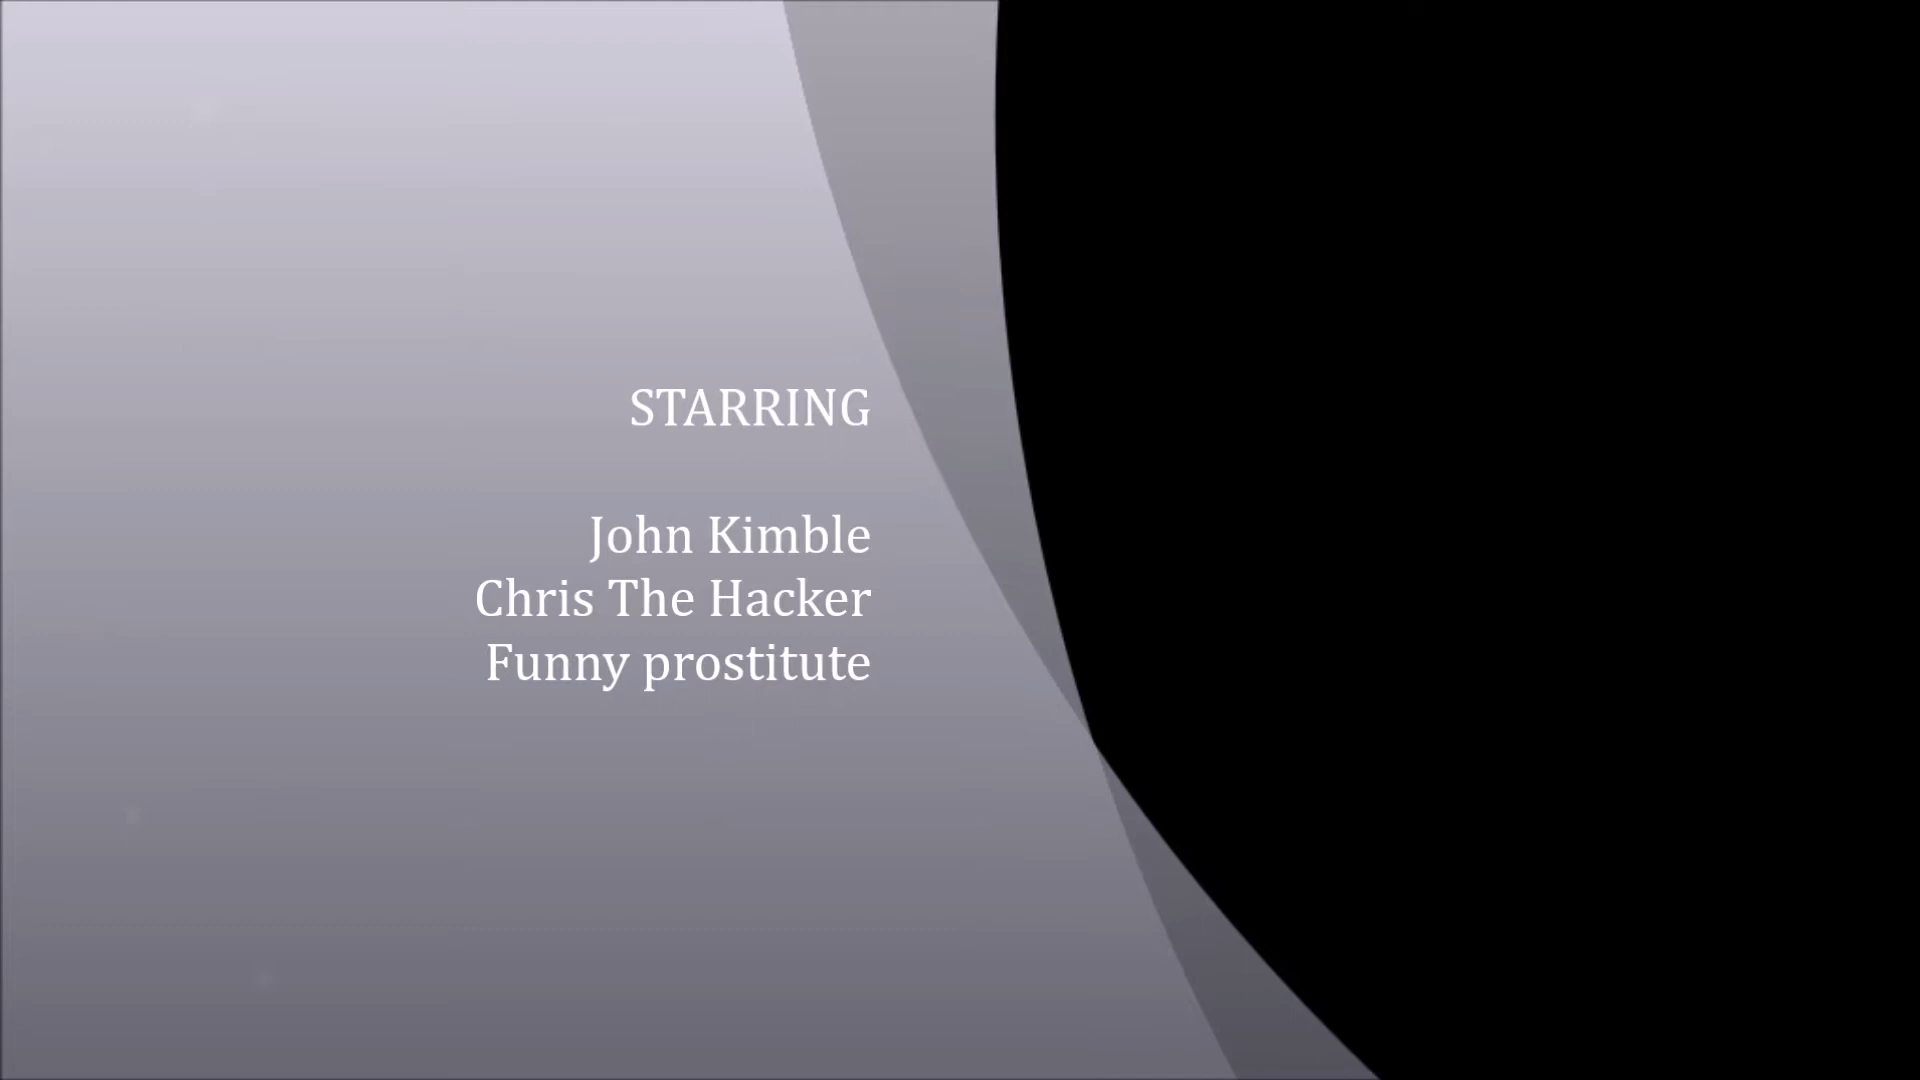 STARRING
John Kimble
Chris The Hacker
Funny prostitute